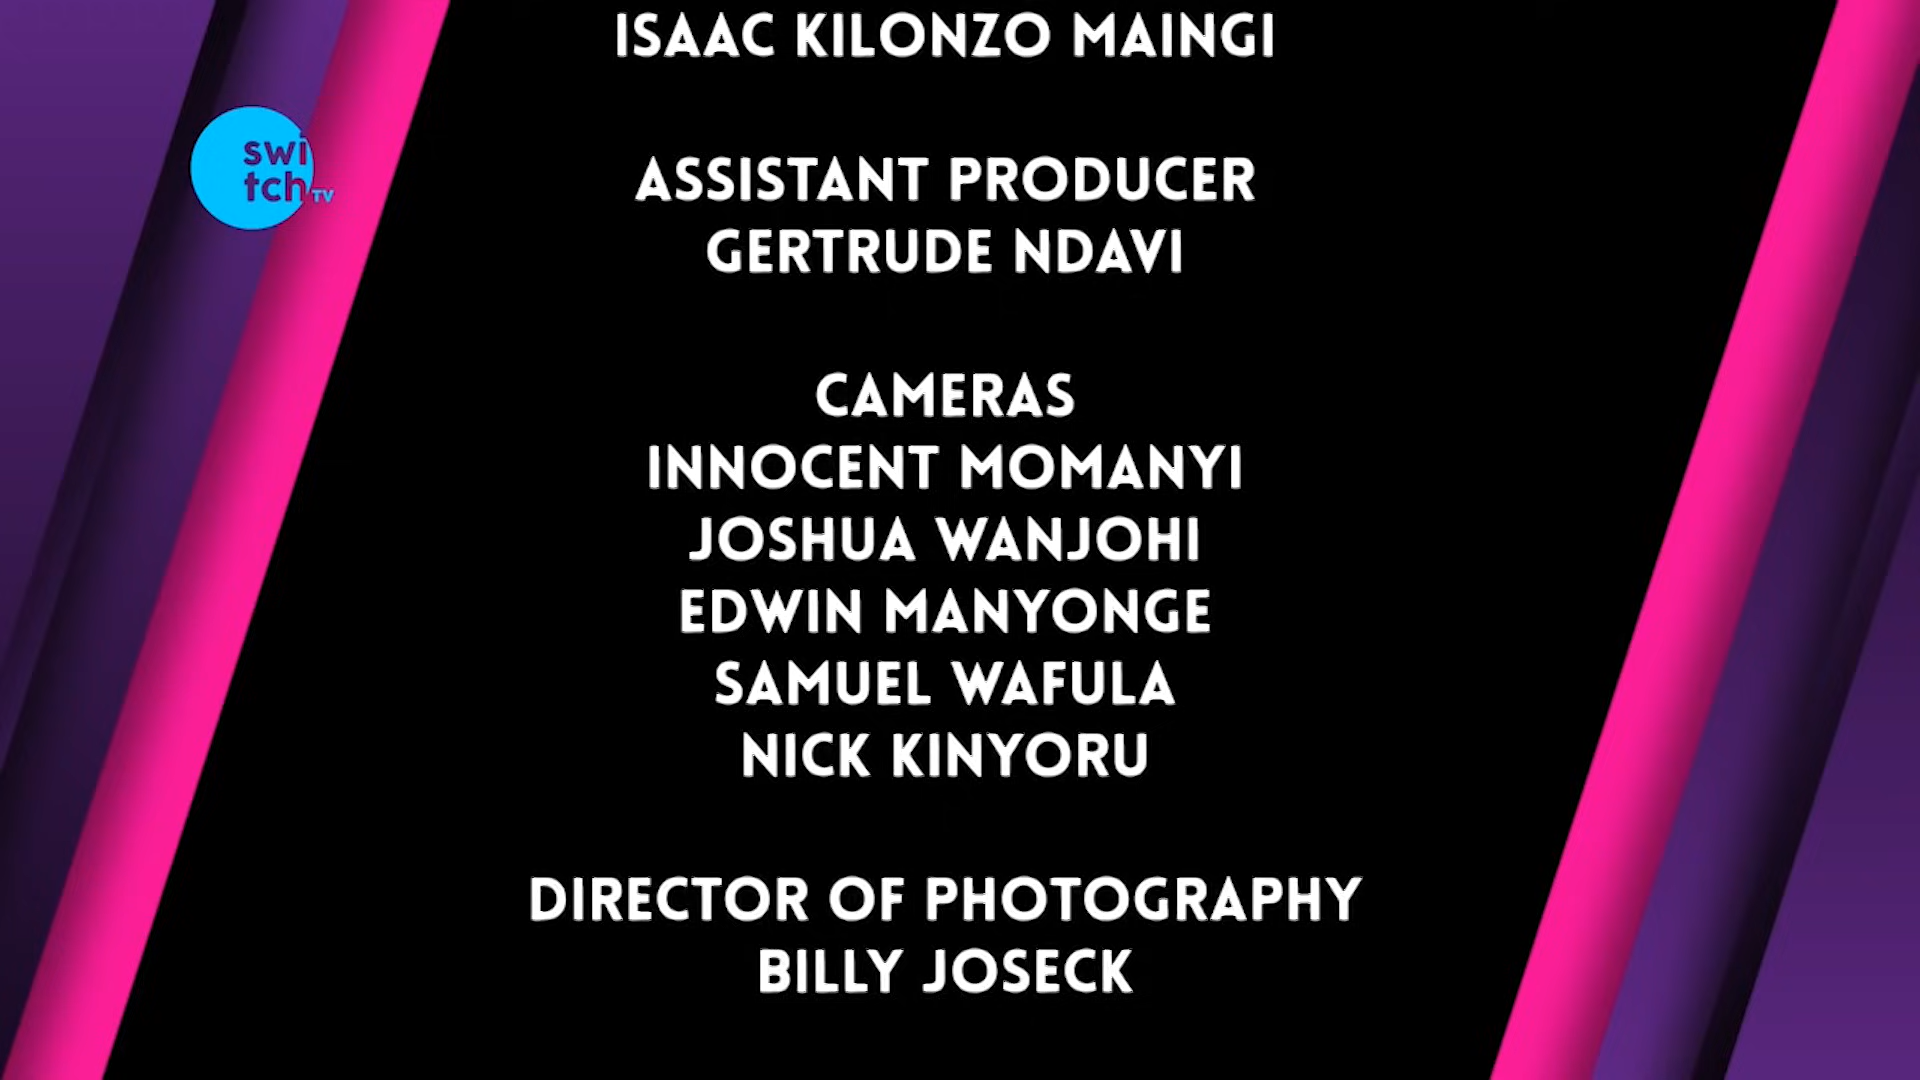 ISAAC KILONZO MAINGI
swi
tch TV
ASSISTANT PRODUCER
GERTRUDE NDAVI
CAMERAS
INNOCENT MOMANYI
JOSHUA WANJOHI
EDWIN MANYONGE
SAMUEL WAFULA
NICK KINYORU
DIRECTOR OF PHOTOGRAPHY
BILLY JOSECK